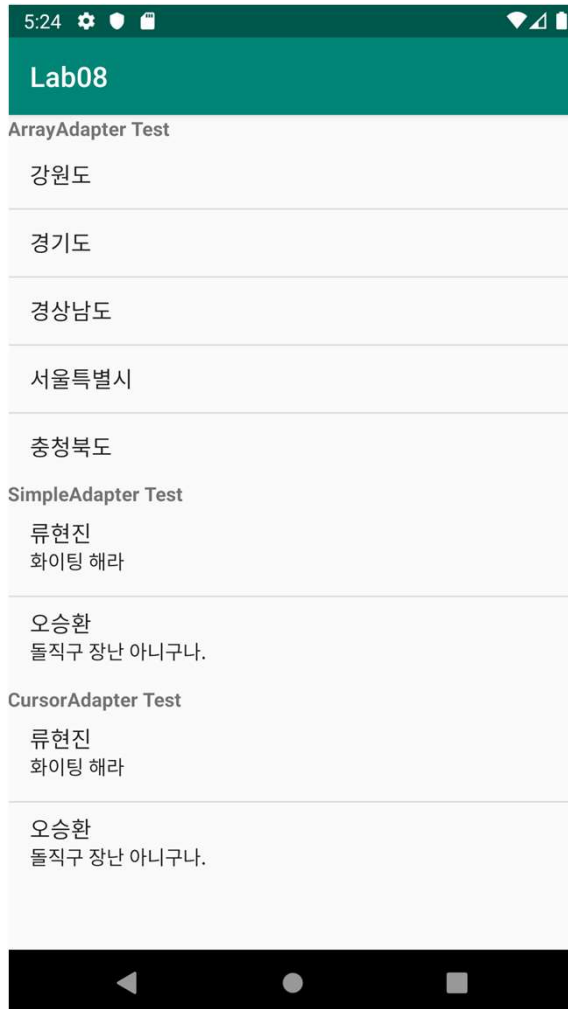 5:24
Lab08
ArrayAdapter Test
강원도
경기도
경상남도
서울특별시
충청북도
SimpleAdapter Test
류현진
화이팅 해라
오승환
돌직구 장난 아니구나.
CursorAdapter Test
류현진
화이팅 해라
오승환
돌직구 장난 아니구나.